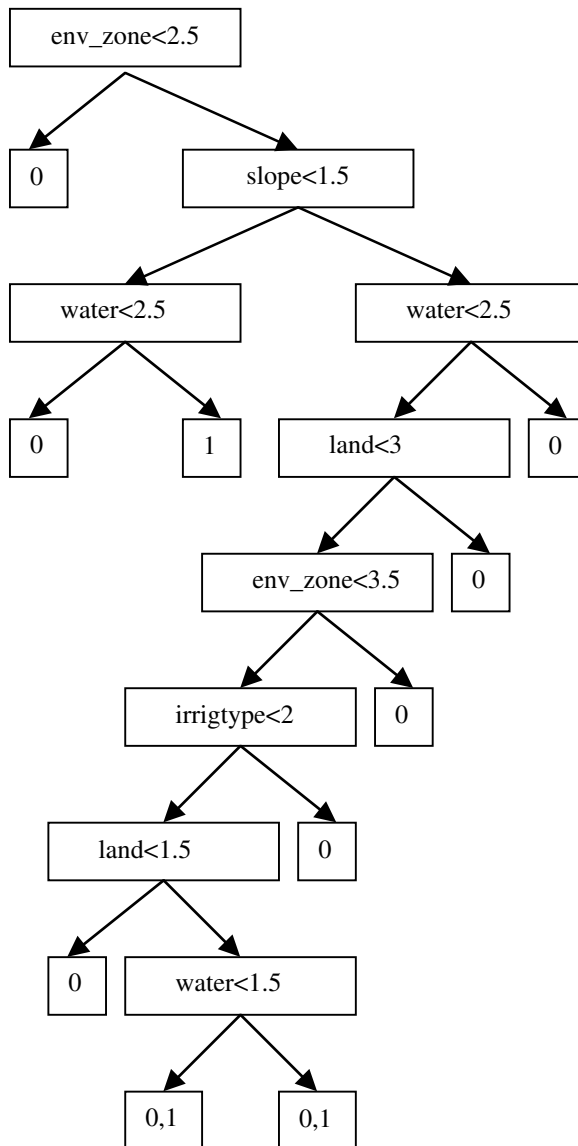 env_zone<2.5
0
slope<1.5
water<2.5
water<2.5
0
1
land<3
0
env_zone<3.5
0
irrigtype<2
0
land<1.5
0
0
water<1.5
0,1
0,1